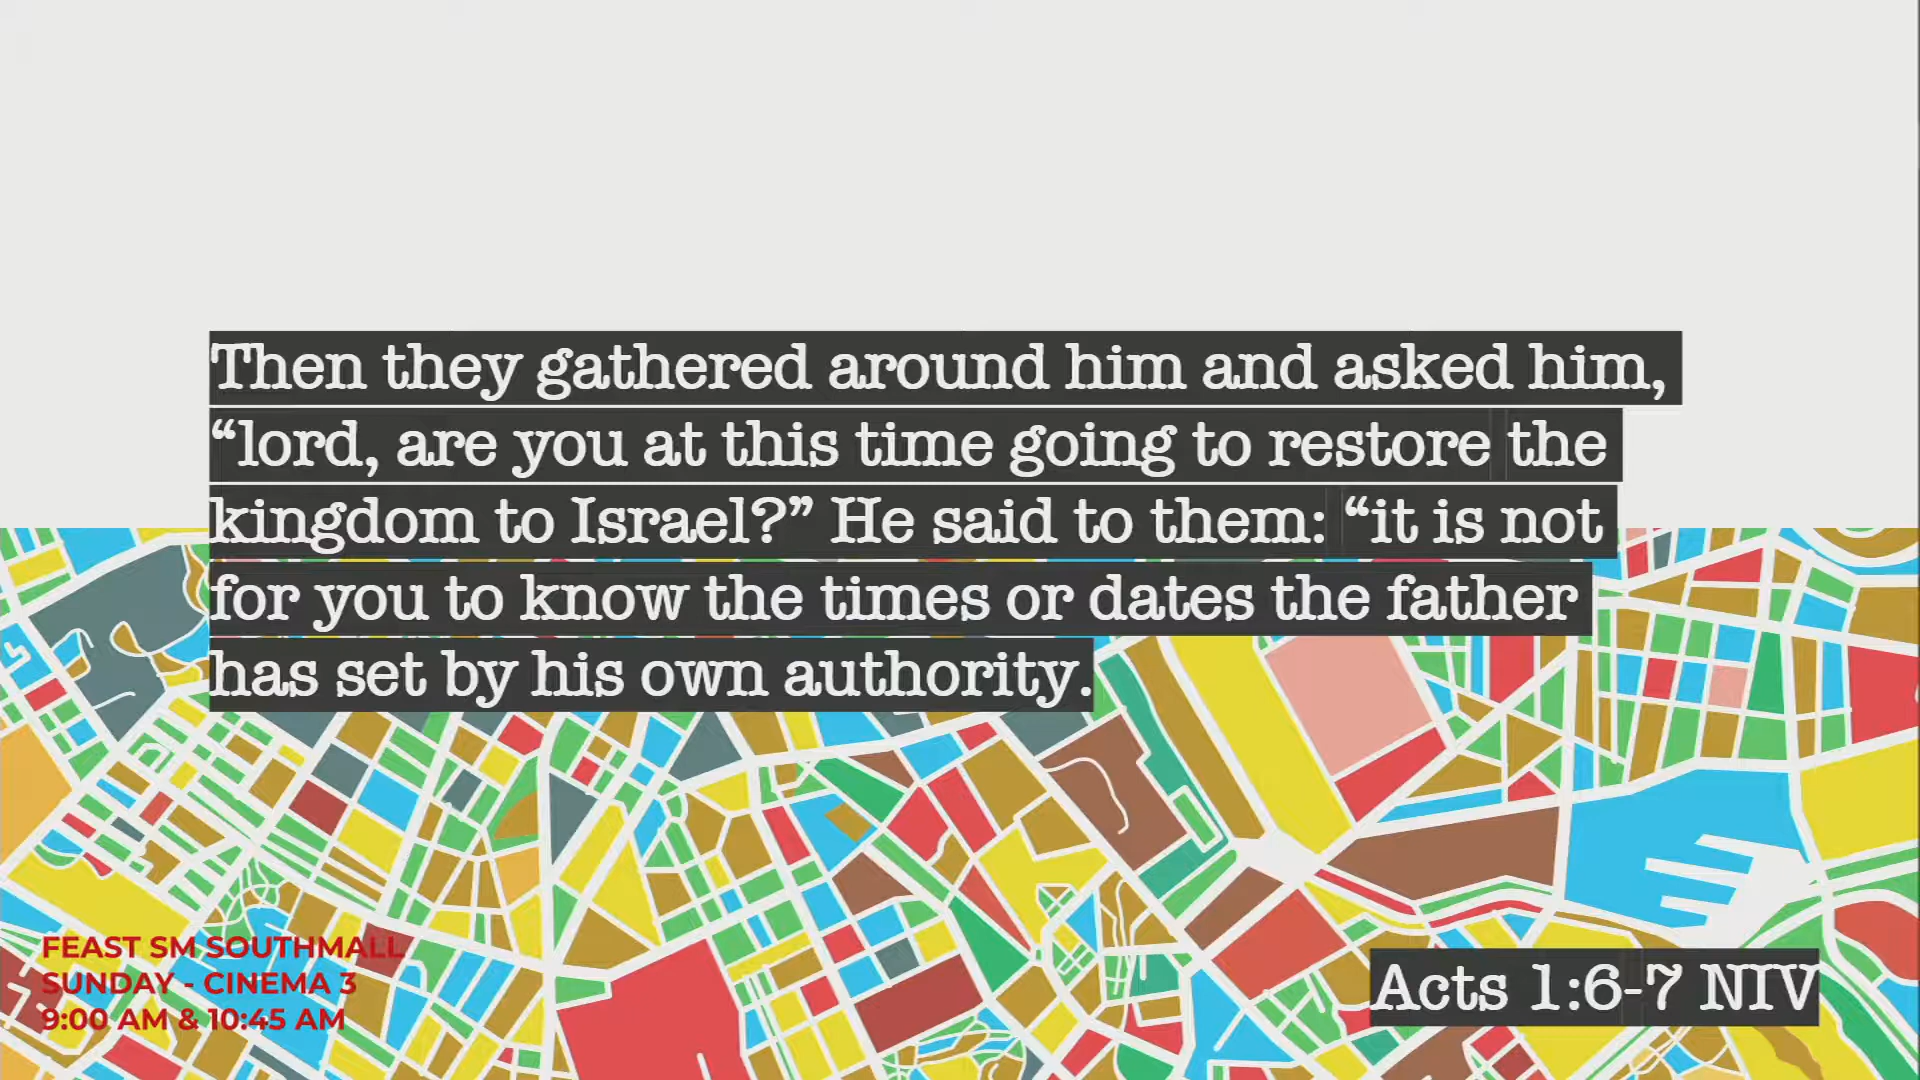 Then they gathered around him and asked him,
“lord, are you at this time going to restore the
kingdom to Israel?” He said to them: “it is not
for you to know the times or dates the father
has set by his own authority.
FEAST SM SOUTHMALL
SUNDAY - CINEMA 3
9:00 AM & 10:45 AM
Acts 1:6-7 NIV